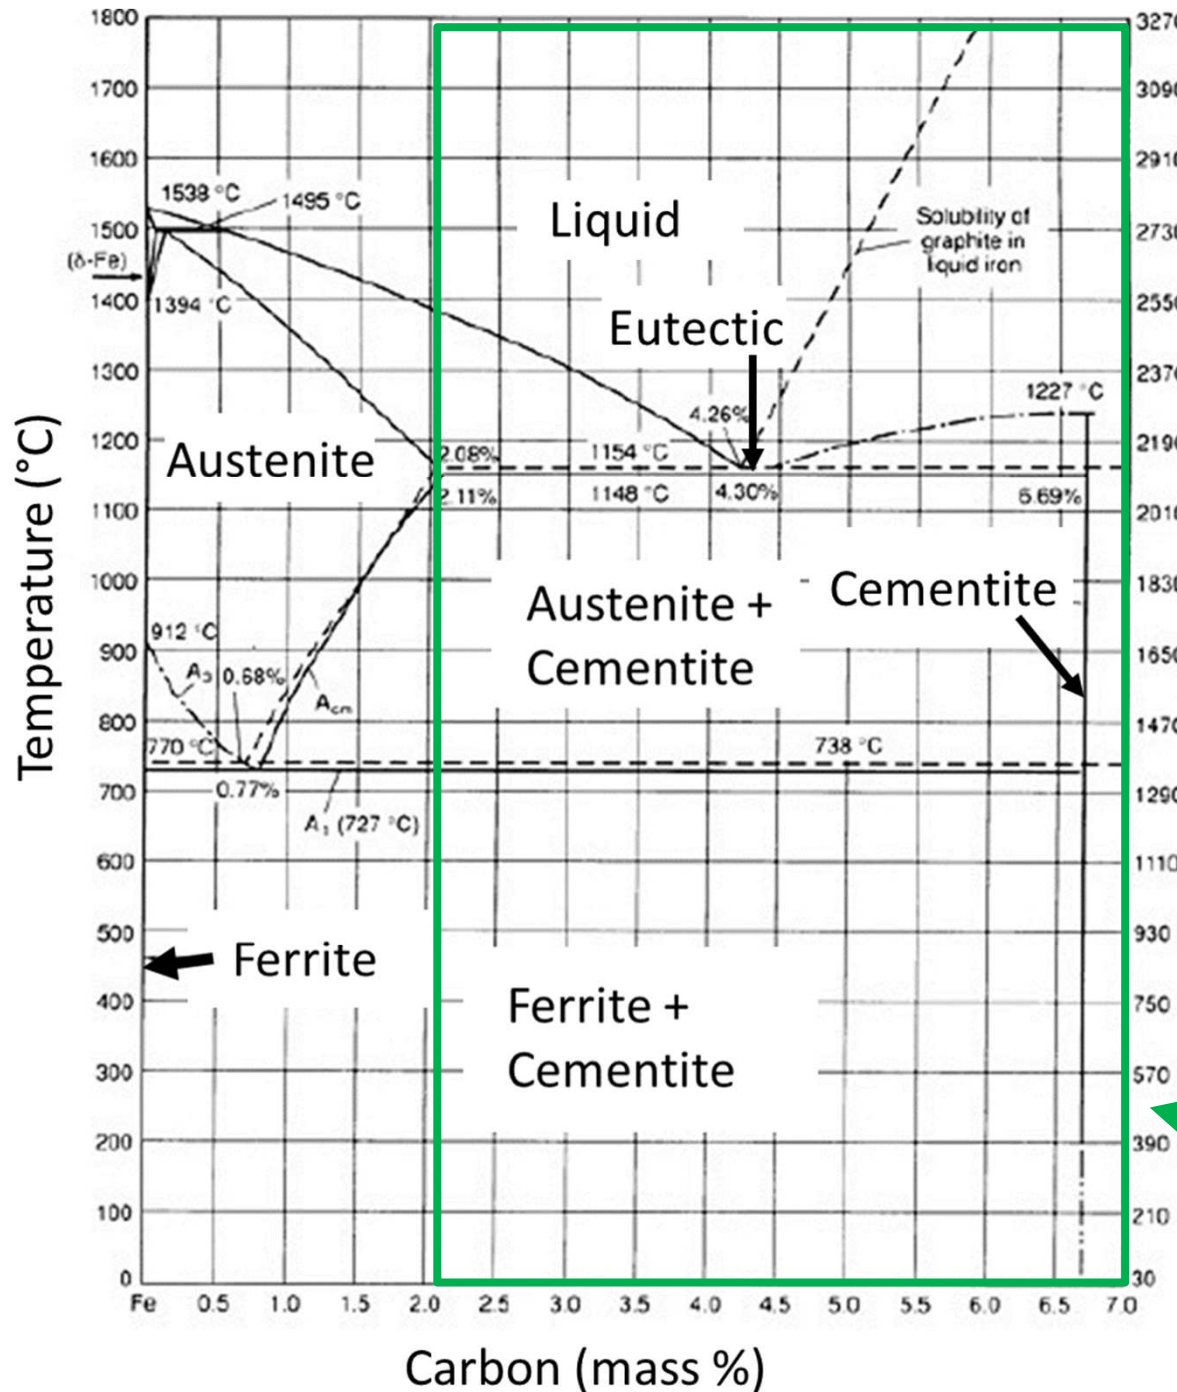 1800
1700
1600
1500
1400
1300
1200
1100
1000
900
800
700
600
500
400
300
200
100
0
Temperature (°C)
3270
3090
2910
2730
2550
2370
2190
2010
1830
1650
1470
1290
1110
930
750
570
390
210
30
1538 °C
1495 °C
(δ-Fe)
1394 °C
Liquid
Solubility of
graphite in
liquid iron
Eutectic
1227 °C
4.26%
Austenite
2.08%
1154 °C
2.11%
1148 °C
4.30%
6.69%
Austenite +
Cementite
Cementite
912 °C
A3
0.68%
Acm
770 °C
738 °C
0.77%
A1 (727 °C)
Ferrite
Ferrite +
Cementite
Fe 0.5 1.0 1.5 2.0 2.5 3.0 3.5 4.0 4.5 5.0 5.5 6.0 6.5 7.0
Carbon (mass %)